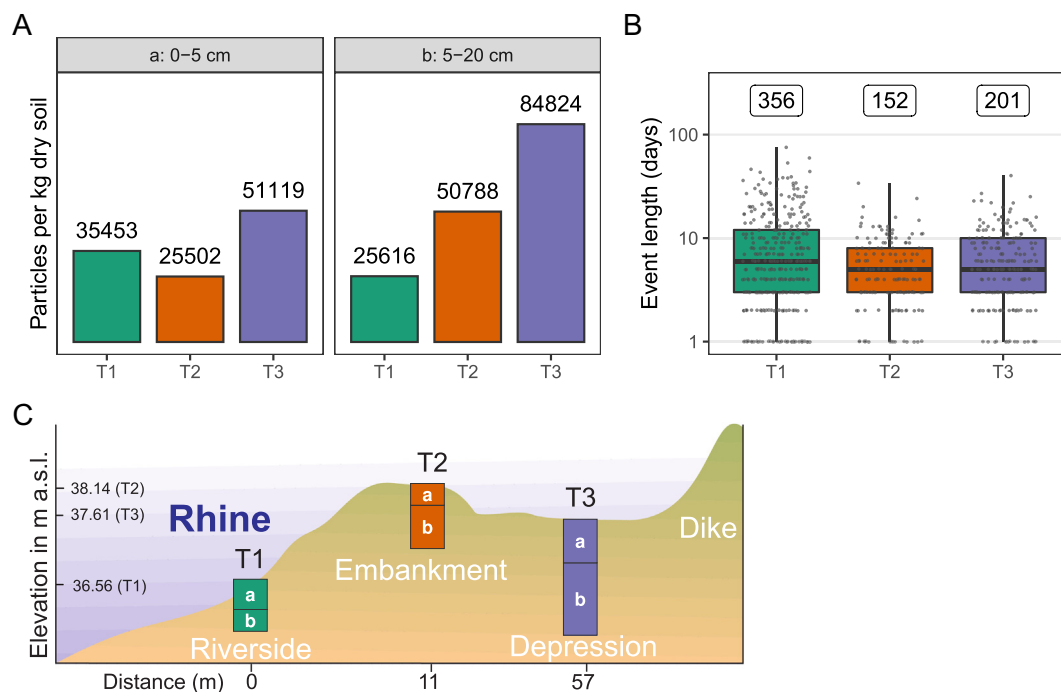 A
a: 0−5 cm
b: 5−20 cm
Particles per kg dry soil
35453
25502
51119
25616
50788
84824
T1
T2
T3
T1
T2
T3
B
Event length (days)
100
10
1
356
152
201
T1
T2
T3
C
Elevation in m a.s.l.
38.14 (T2)
37.61 (T3)
36.56 (T1)
Rhine
T1
a
b
Riverside
T2
a
b
Embankment
T3
a
b
Depression
Dike
Distance (m)
0
11
57